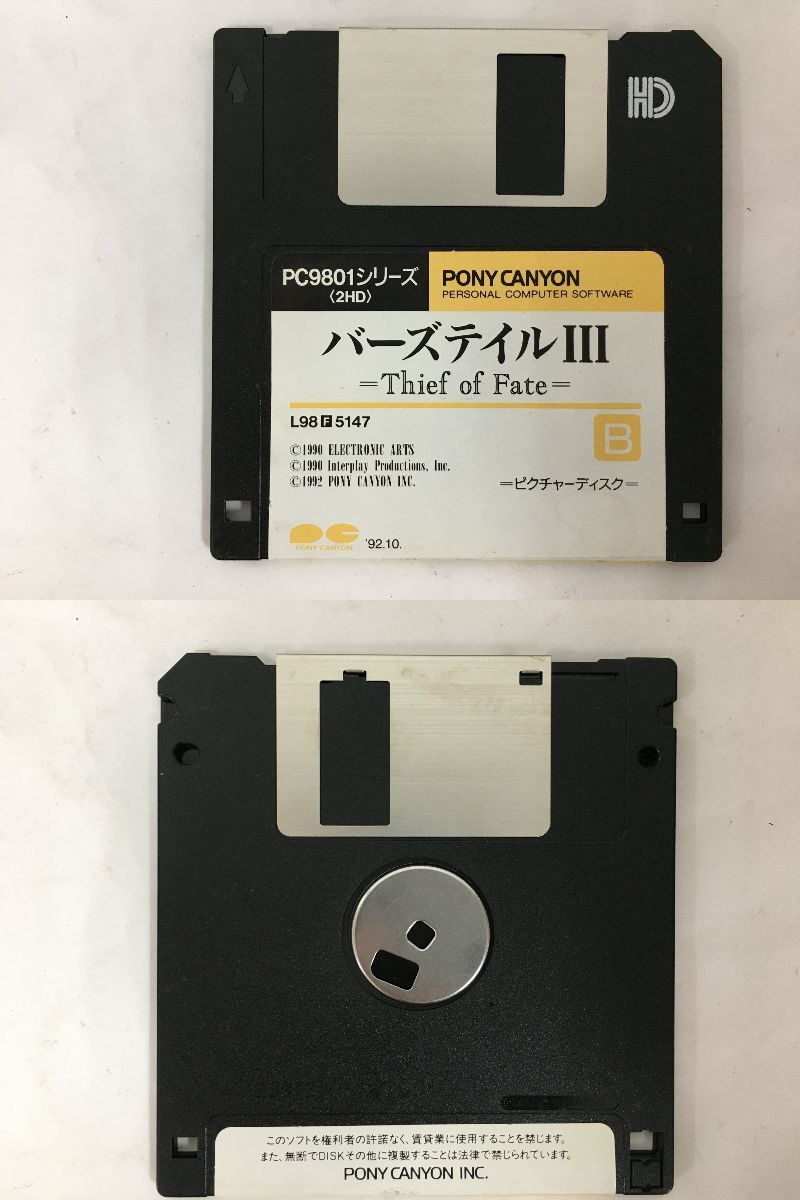 HD
PC9801シリーズ
〈2HD〉
PONY CANYON
PERSONAL COMPUTER SOFTWARE
バーズテイルIII
=Thief of Fate=
L98F5147
B
©1990 ELECTRONIC ARTS
©1990 Interplay Productions, Inc.
©1992 PONY CANYON INC.
=ピクチャーディスク=
PC
PONY CANYON
'92.10.
このソフトを権利者の許諾なく、賃貸業に使用することを禁じます。
また、無断でDISKその他に複製することは法律で禁じられています。
PONY CANYON INC.